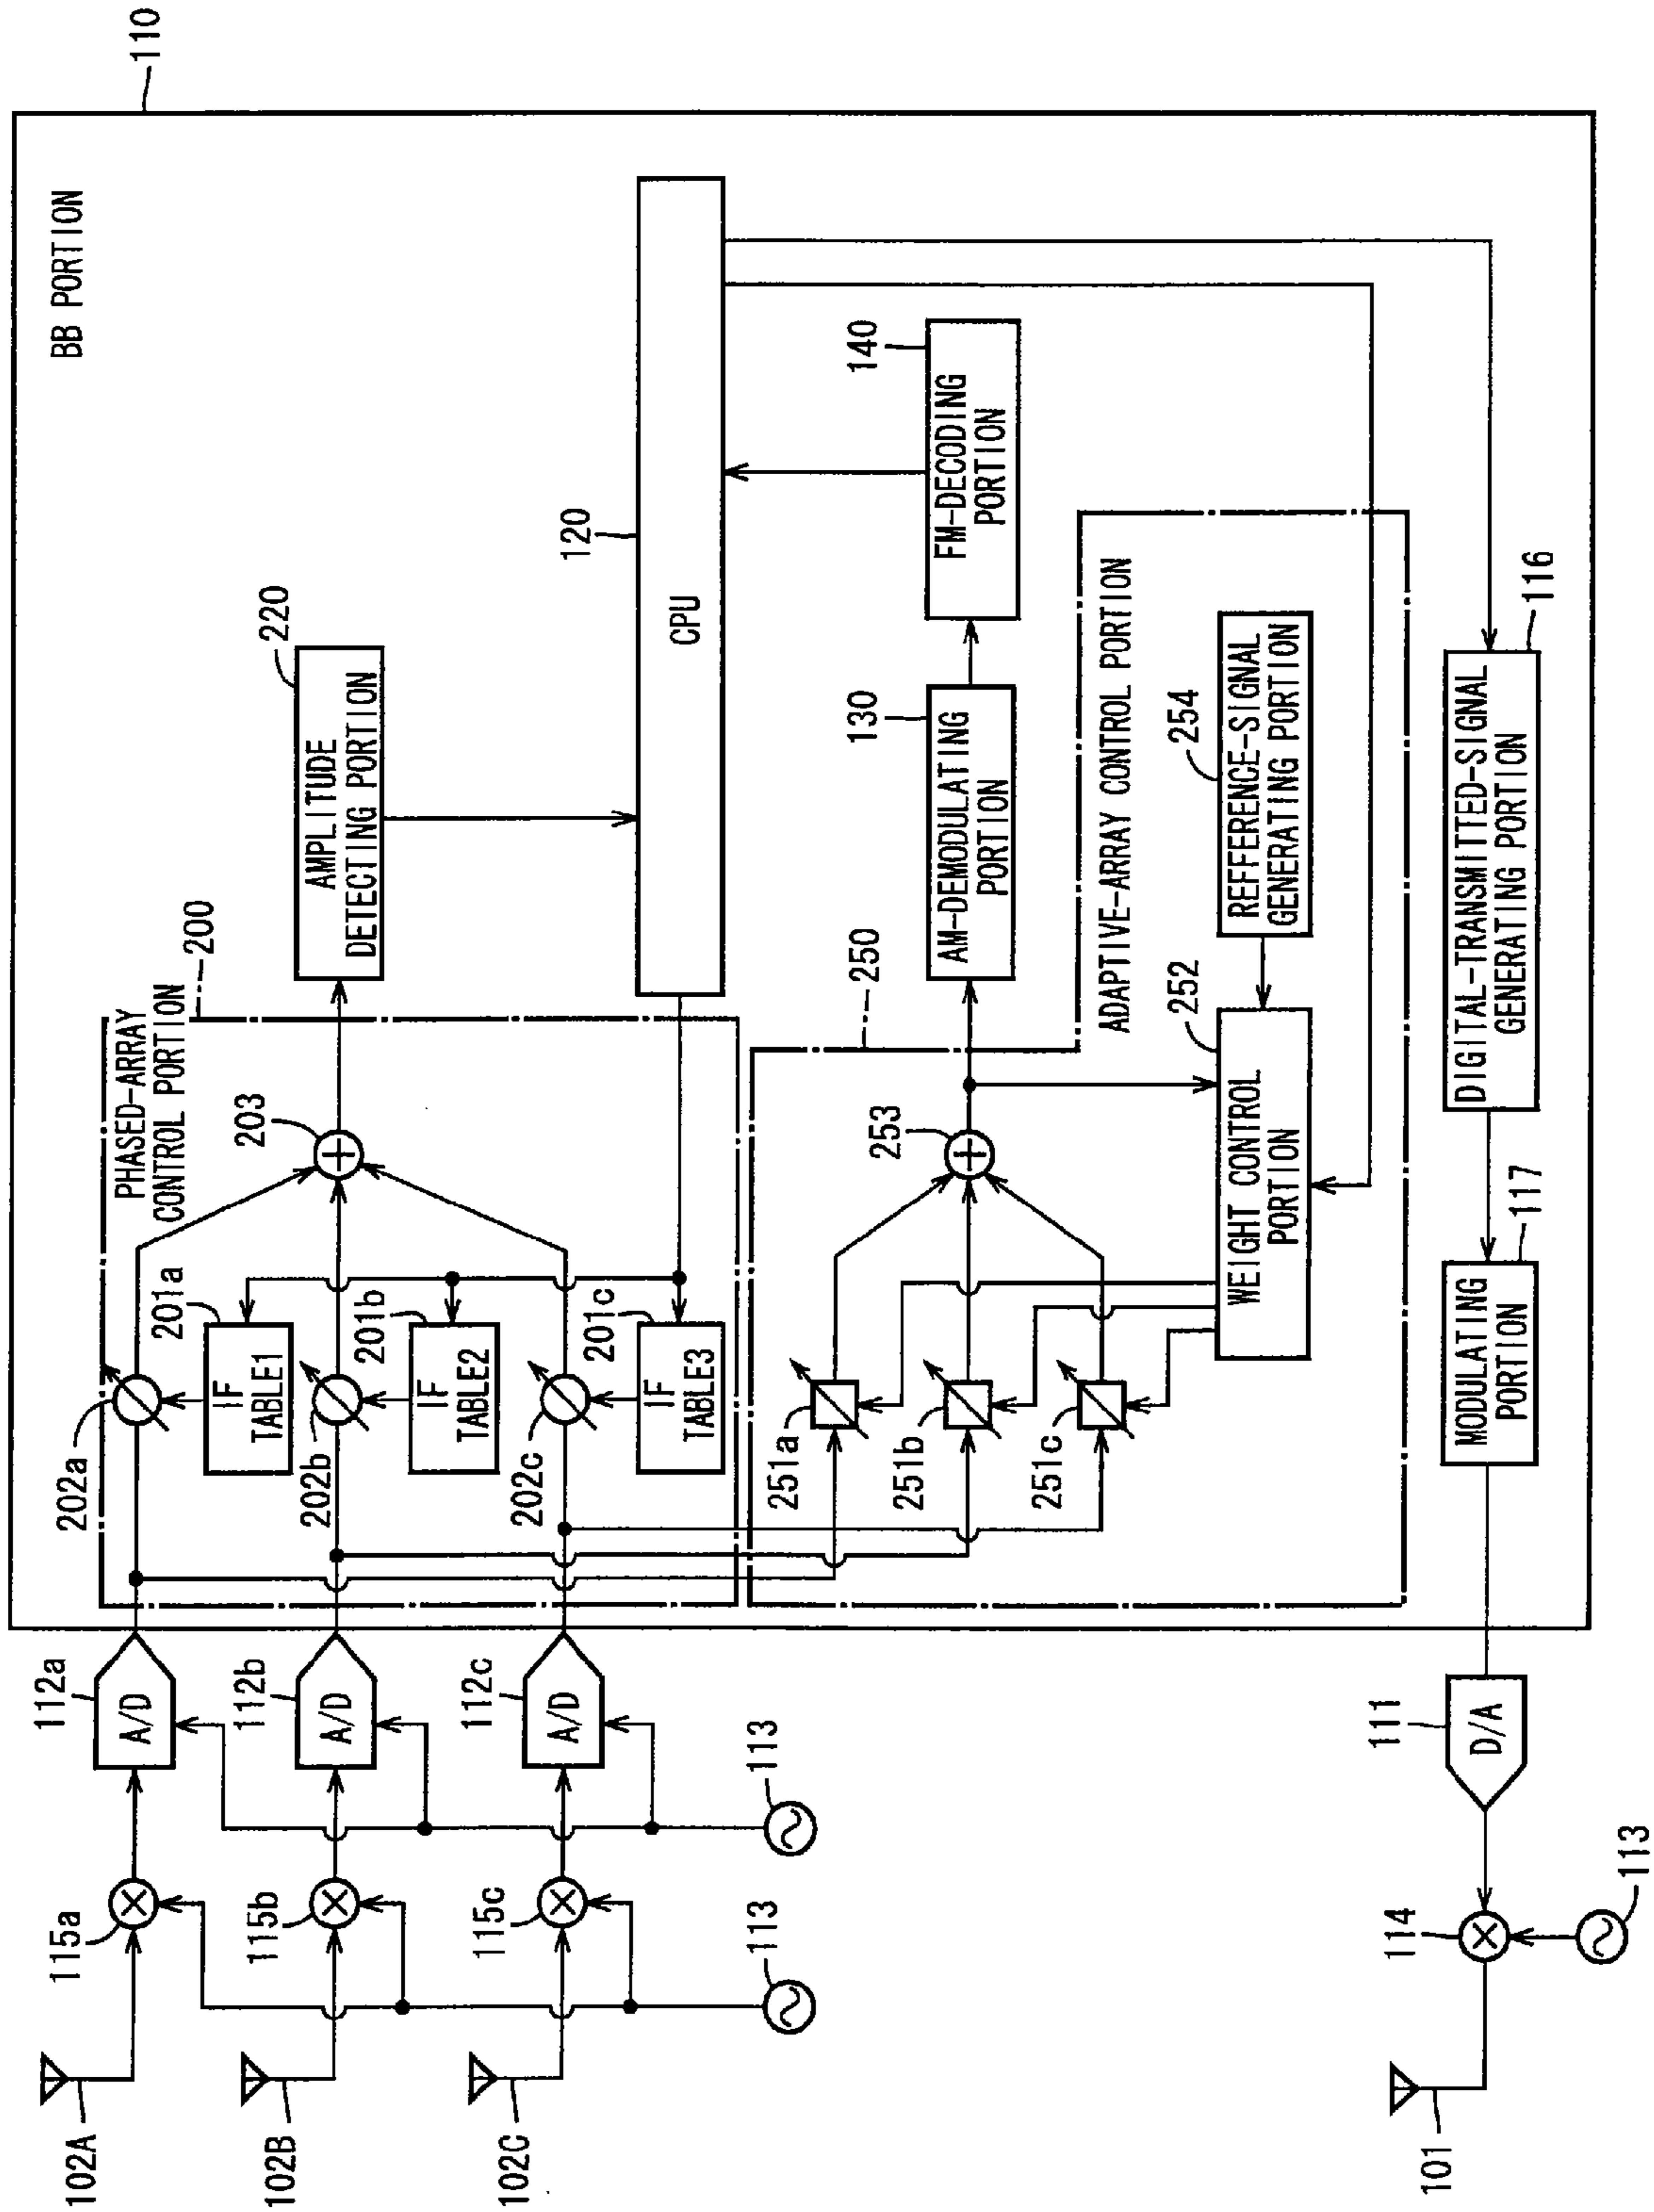 BB PORTION
110
102A
115a
112a
202a
201a
IF
TABLE1
PHASED-ARRAY
CONTROL PORTION
200
203
220
AMPLITUDE
DETECTING PORTION
A/D
102B
115b
112b
A/D
202b
201b
IF
TABLE2
102C
115c
112c
A/D
202c
201c
IF
TABLE3
120
CPU
113
113
251a
251b
251c
253
250
130
AM-DEMODULATING
PORTION
140
FM-DECODING
PORTION
ADAPTIVE-ARRAY CONTROL PORTION
252
WEIGHT CONTROL
PORTION
254
REFFERENCE-SIGNAL
GENERATING PORTION
101
114
113
111
D/A
117
MODULATING
PORTION
116
DIGITAL-TRANSMITTED-SIGNAL
GENERATING PORTION